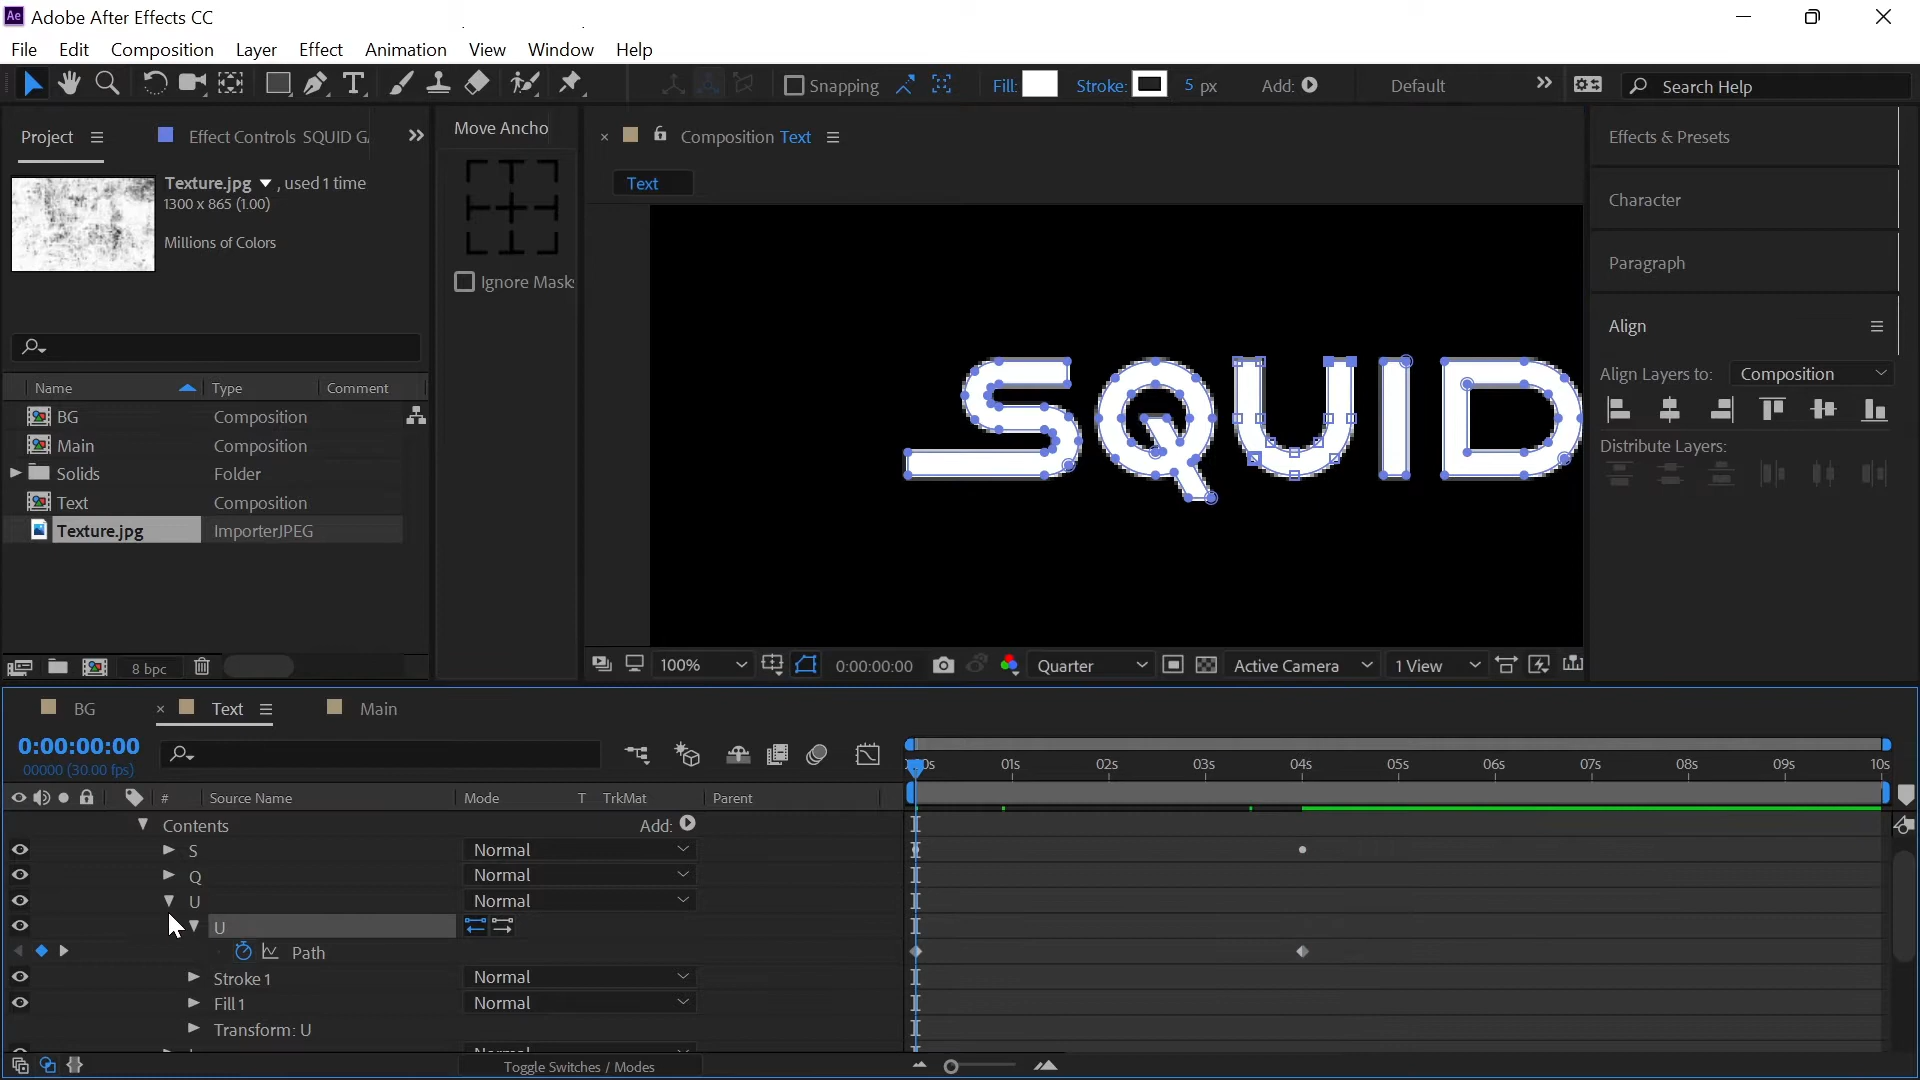 Ae Adobe After Effects CC
File Edit Composition Layer Effect Animation View Window Help
Snapping Fill: Stroke: 5 px Add: Default Search Help
Project Effect Controls SQUID GA
Texture.jpg , used 1 time
1300 x 865 (1.00)
Millions of Colors
Name Type Comment
BG Composition
Main Composition
Solids Folder
Text Composition
Texture.jpg ImporterJPEG
8 bpc
Move Ancho
Ignore Mask
Composition Text
Text
SQUID
100% 0:00:00:00 Quarter Active Camera 1 View
Effects & Presets
Character
Paragraph
Align
Align Layers to: Composition
Distribute Layers:
BG Text Main
0:00:00:00
00000 (30.00 fps)
# Source Name Mode T TrkMat Parent
01s 02s 03s 04s 05s 06s 07s 08s 09s 10s
Contents Add:
S Normal
Q Normal
U Normal
U
Path
Stroke 1 Normal
Fill 1 Normal
Transform: U
Toggle Switches / Modes